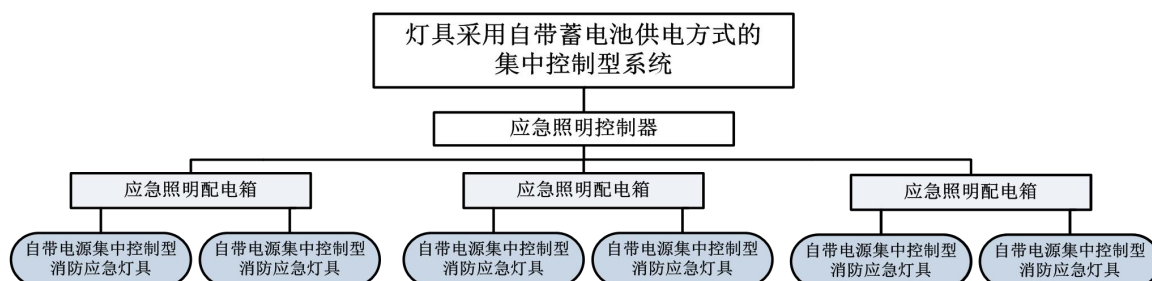 灯具采用自带蓄电池供电方式的
集中控制型系统
应急照明控制器
应急照明配电箱
应急照明配电箱
应急照明配电箱
自带电源集中控制型
消防应急灯具
自带电源集中控制型
消防应急灯具
自带电源集中控制型
消防应急灯具
自带电源集中控制型
消防应急灯具
自带电源集中控制型
消防应急灯具
自带电源集中控制型
消防应急灯具